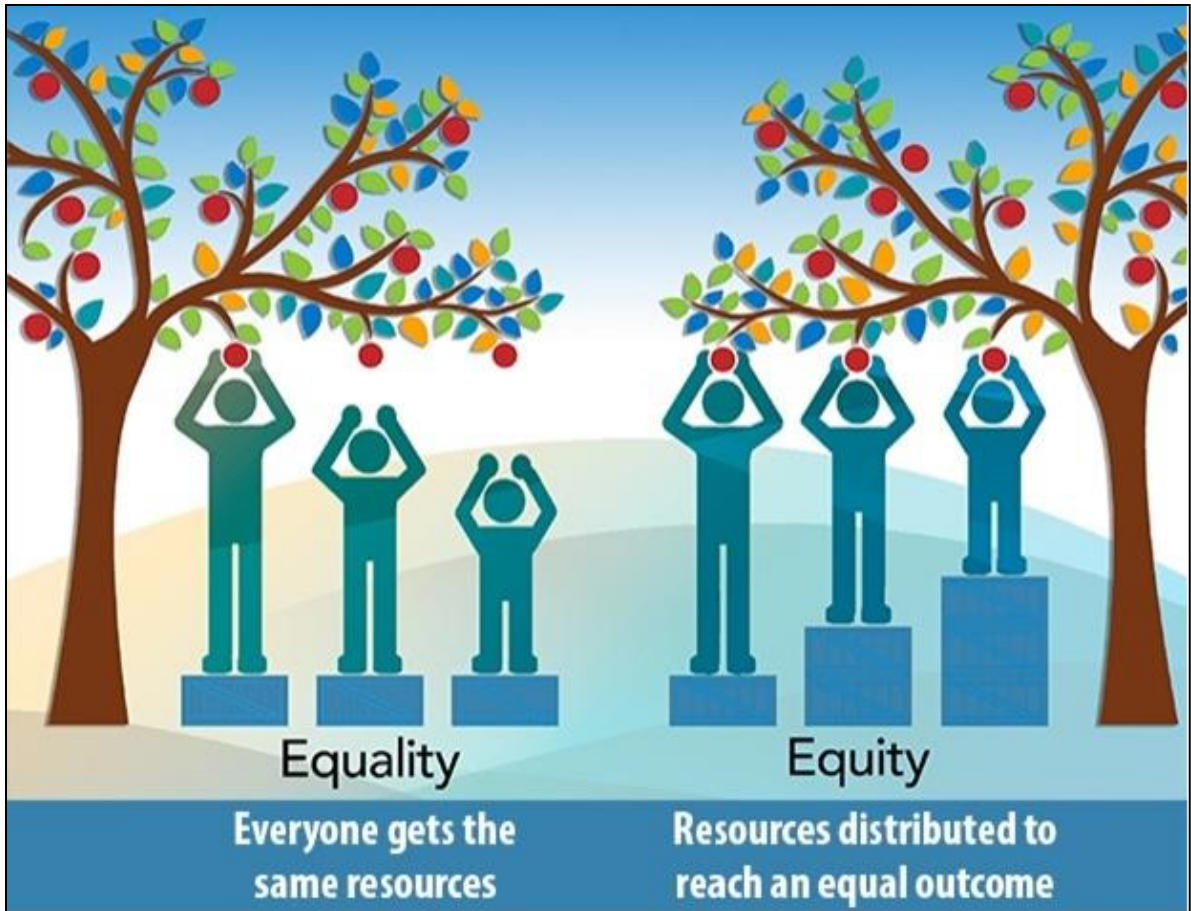 Equality
Everyone gets the
same resources
Equity
Resources distributed to
reach an equal outcome